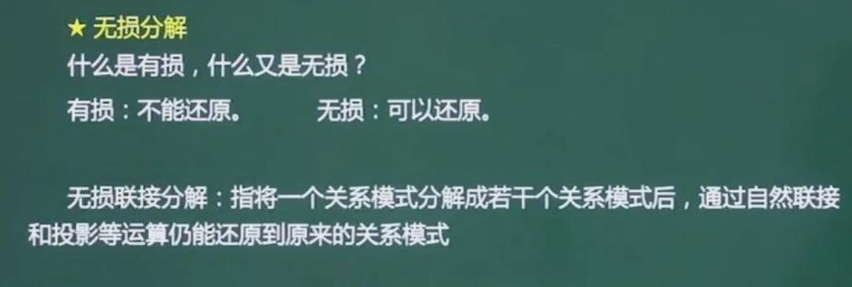 ★ 无损分解
什么是有损，什么又是无损？
有损：不能还原。 无损：可以还原。
无损联接分解：指将一个关系模式分解成若干个关系模式后，通过自然联接
和投影等运算仍能还原到原来的关系模式